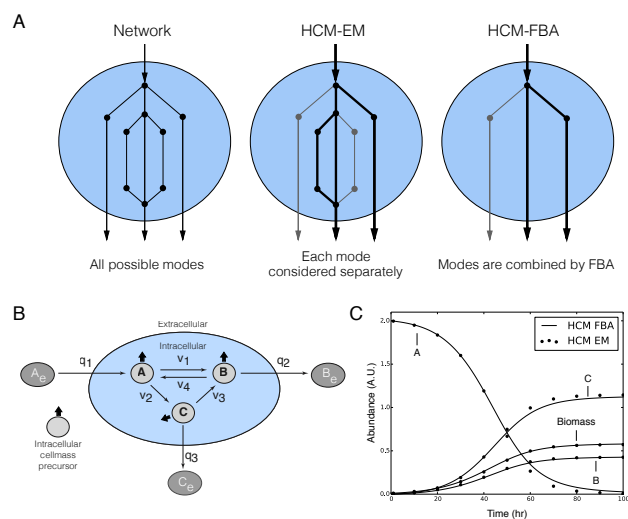 A
Network
HCM-EM
HCM-FBA
All possible modes
Each mode
considered separately
Modes are combined by FBA
B
Extracellular
Intracellular
q1
v1
q2
Ae
A
B
Be
v4
v2
v3
C
Intracellular
cellmass
precursor
q3
Ce
C
Abundance (A.U.)
2.0
1.5
1.0
0.5
0.0
0
20
40
60
80
100
Time (hr)
HCM FBA
HCM EM
A
C
Biomass
B